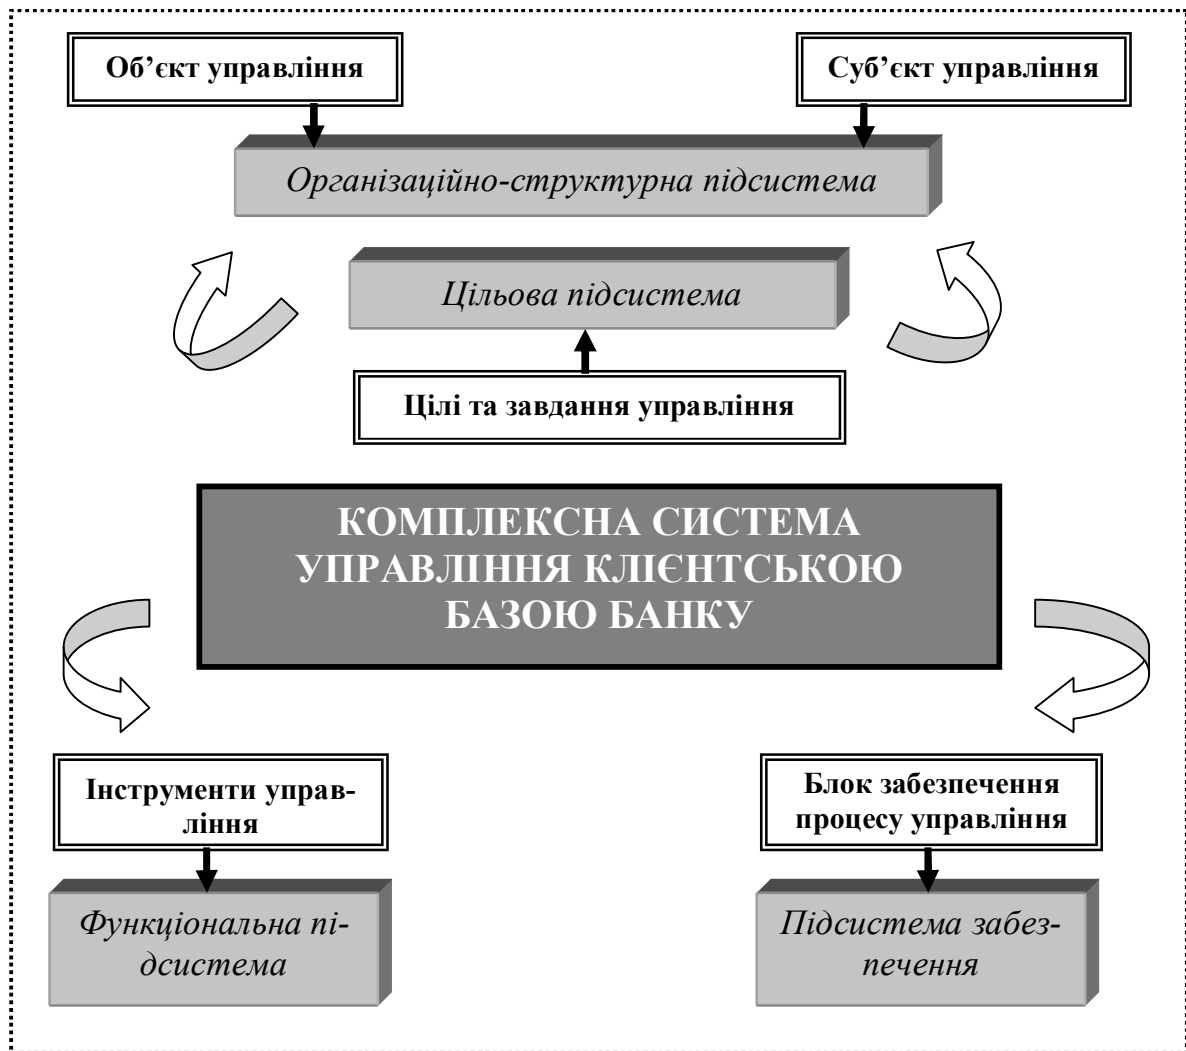 Об’єкт управління
Суб’єкт управління
Організаційно-структурна підсистема
Цільова підсистема
Цілі та завдання управління
КОМПЛЕКСНА СИСТЕМА
УПРАВЛІННЯ КЛІЄНТСЬКОЮ
БАЗОЮ БАНКУ
Інструменти управ-
ління
Блок забезпечення
процесу управління
Функціональна пі-
дсистема
Підсистема забез-
печення